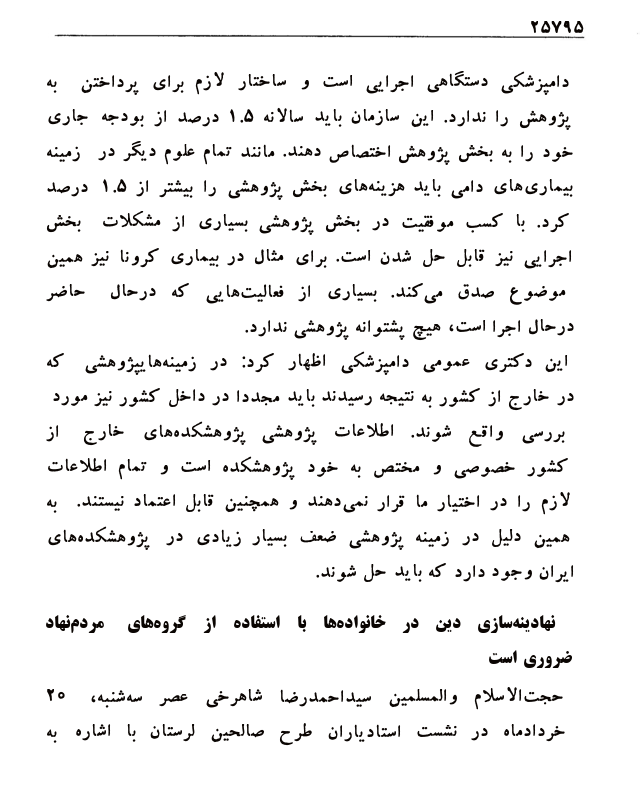 ۲۵۷۹۵
دامپزشکی دستگاهی اجرایی است و ساختار لازم برای پرداختن به
پژوهش را ندارد. این سازمان باید سالانه ۱.۵ درصد از بودجه جاری
خود را به بخش پژوهش اختصاص دهند. مانند تمام علوم دیگر در زمینه
بیماری‌های دامی باید هزینه‌های بخش پژوهشی را بیشتر از ۱.۵ درصد
کرد. با کسب موفقیت در بخش پژوهشی بسیاری از مشکلات بخش
اجرایی نیز قابل حل شدن است. برای مثال در بیماری کرونا نیز همین
موضوع صدق می‌کند. بسیاری از فعالیت‌هایی که درحال حاضر
درحال اجرا است، هیچ پشتوانه پژوهشی ندارد.
این دکتری عمومی دامپزشکی اظهار کرد: در زمینه‌هاییپژوهشی که
در خارج از کشور به نتیجه رسیدند باید مجددا در داخل کشور نیز مورد
بررسی واقع شوند. اطلاعات پژوهشی پژوهشکده‌های خارج از
کشور خصوصی و مختص به خود پژوهشکده است و تمام اطلاعات
لازم را در اختیار ما قرار نمی‌دهند و همچنین قابل اعتماد نیستند. به
همین دلیل در زمینه پژوهشی ضعف بسیار زیادی در پژوهشکده‌های
ایران وجود دارد که باید حل شوند.
نهادینه‌سازی دین در خانواده‌ها با استفاده از گروه‌های مردم‌نهاد
ضروری است
حجت‌الاسلام والمسلمین سیداحمدرضا شاهرخی عصر سه‌شنبه، ۲۰
خردادماه در نشست استادیاران طرح صالحین لرستان با اشاره به